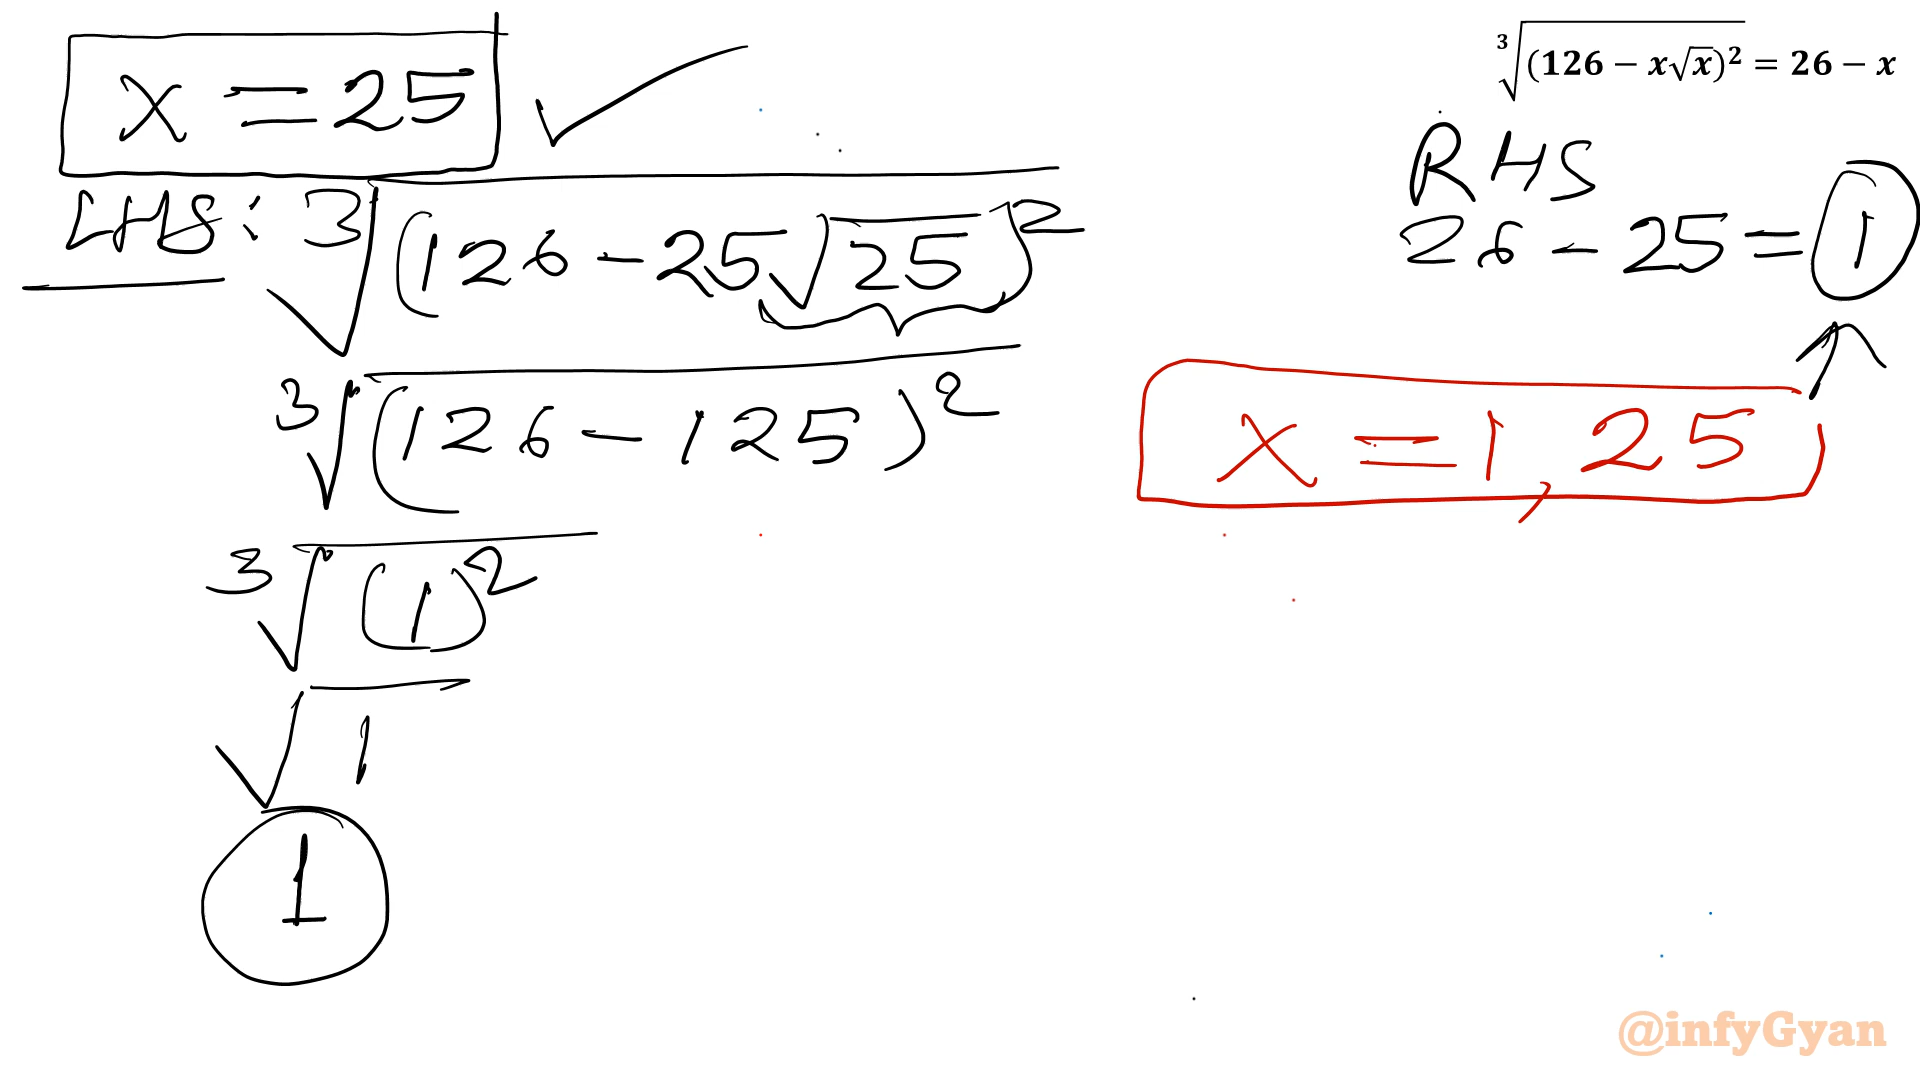 x = 25 ✓
∛((126 − x√x)²) = 26 − x
LHS: ∛((126 − 25√25)²)
RHS
26 − 25 = 1
∛((126 − 125)²)
x = 1, 25
∛((1)²)
√1
1
@infyGyan